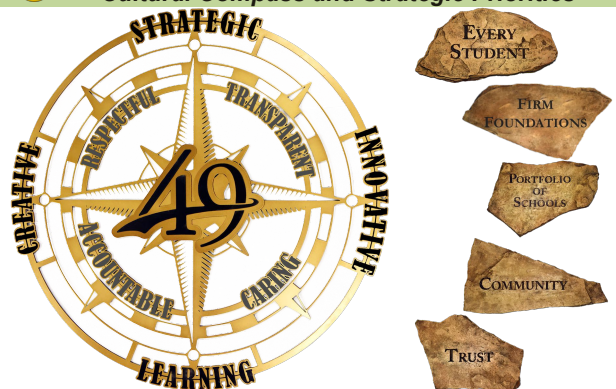 Cultural Compass and Strategic Priorities
STRATEGIC
RESPECTFUL
TRANSPARENT
CREATIVE
INNOVATIVE
49
ACCOUNTABLE
CARING
LEARNING
EVERY
STUDENT
FIRM
FOUNDATIONS
PORTFOLIO
OF
SCHOOLS
COMMUNITY
TRUST